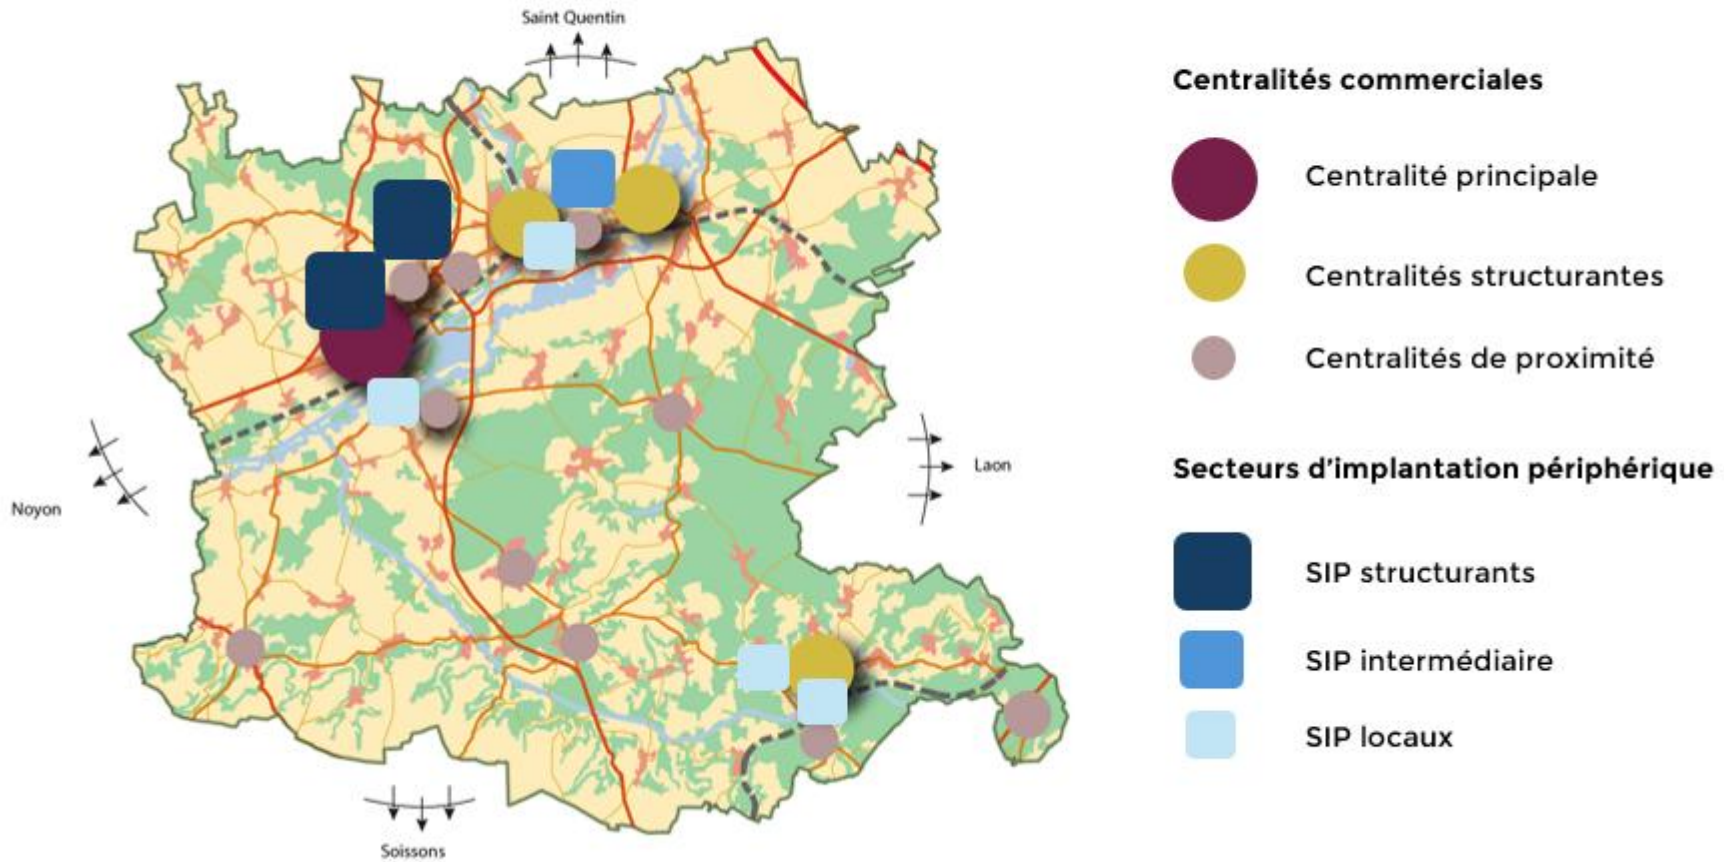 Saint Quentin
Noyon
Laon
Soissons
Centralités commerciales
Centralité principale
Centralités structurantes
Centralités de proximité
Secteurs d’implantation périphérique
SIP structurants
SIP intermédiaire
SIP locaux